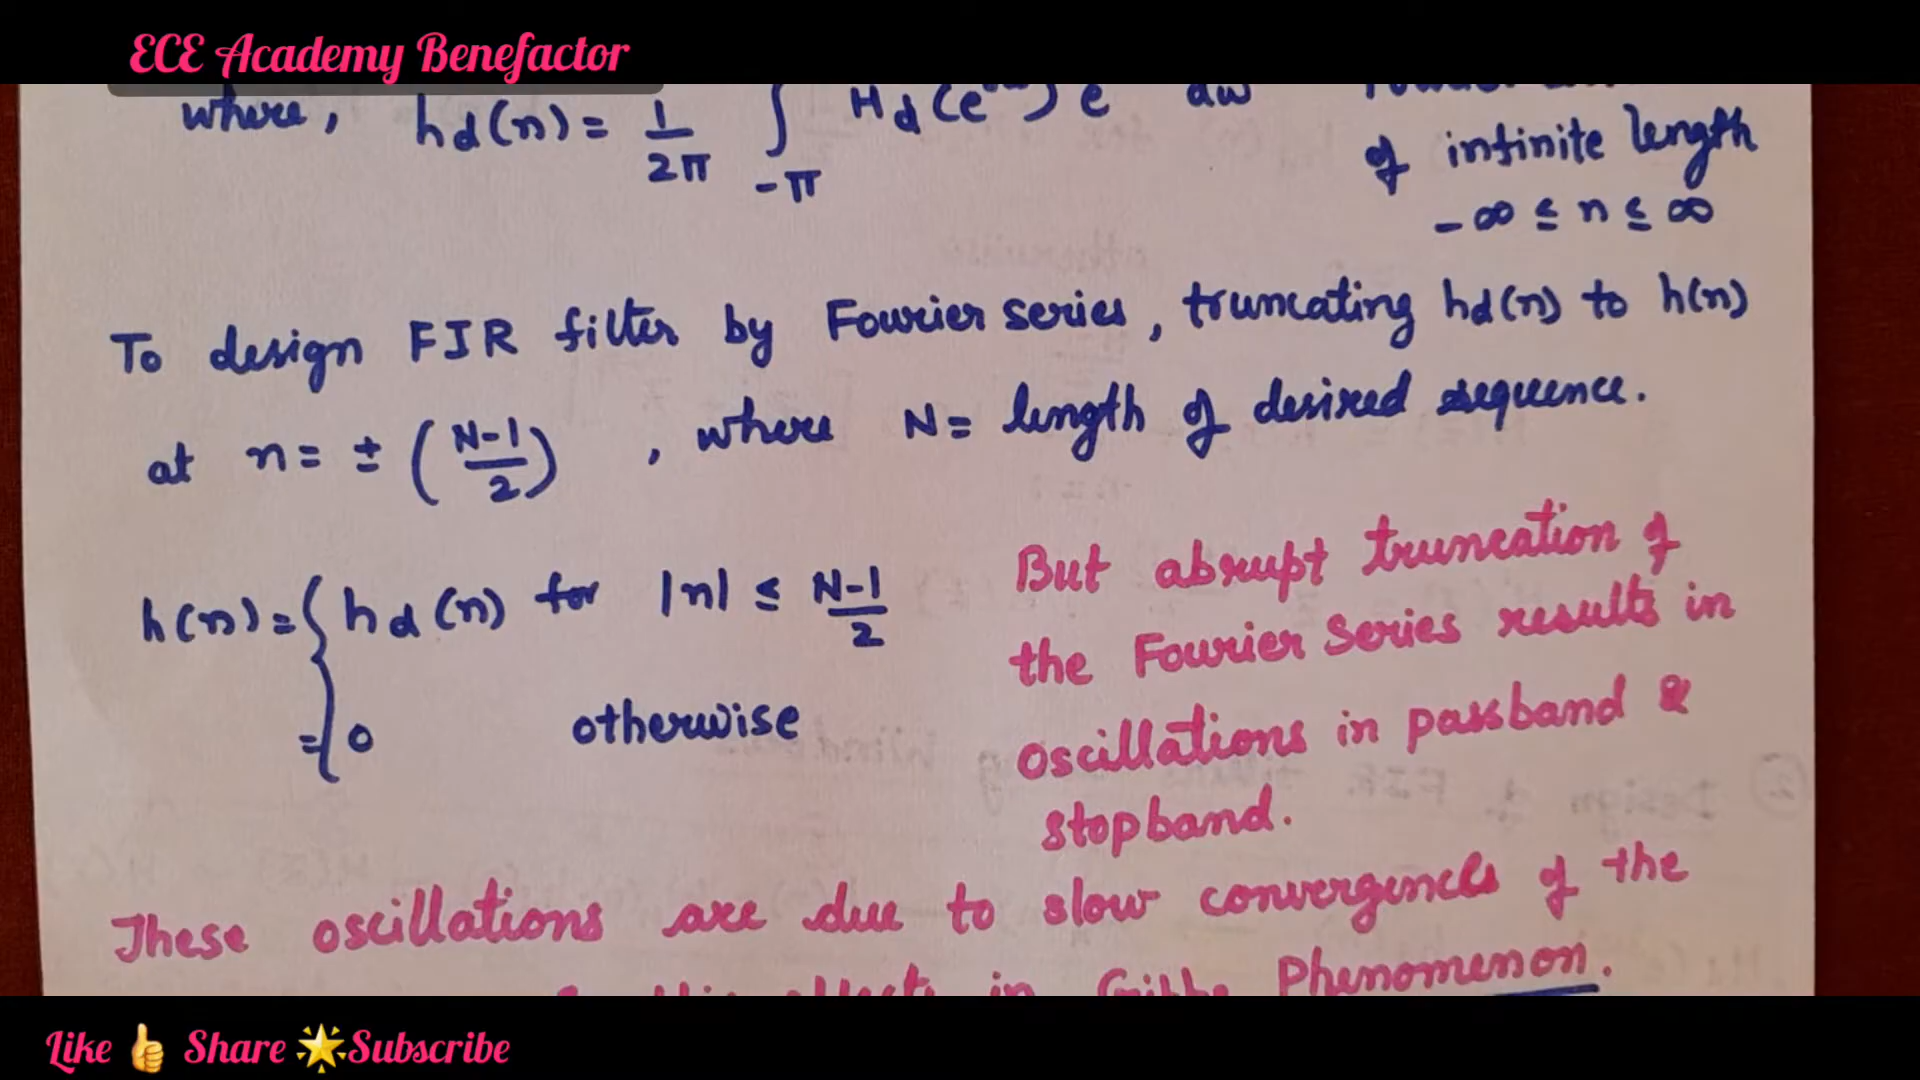 ECE Academy Benefactor
where, hd(n) = 1/2π ∫ -π Hd(e ) e dw
of infinite length
-∞ ≤ n ≤ ∞
To design FIR filter by Fourier series, truncating hd(n) to h(n)
at n = ± (N-1/2), where N = length of desired sequence.
h(n) = { hd(n) for |n| ≤ N-1/2
= 0 otherwise
But abrupt truncation of
the Fourier Series results in
oscillations in passband &
stopband.
These oscillations are due to slow convergences of the
in Phenomenon.
Like 👍 Share 🌟Subscribe